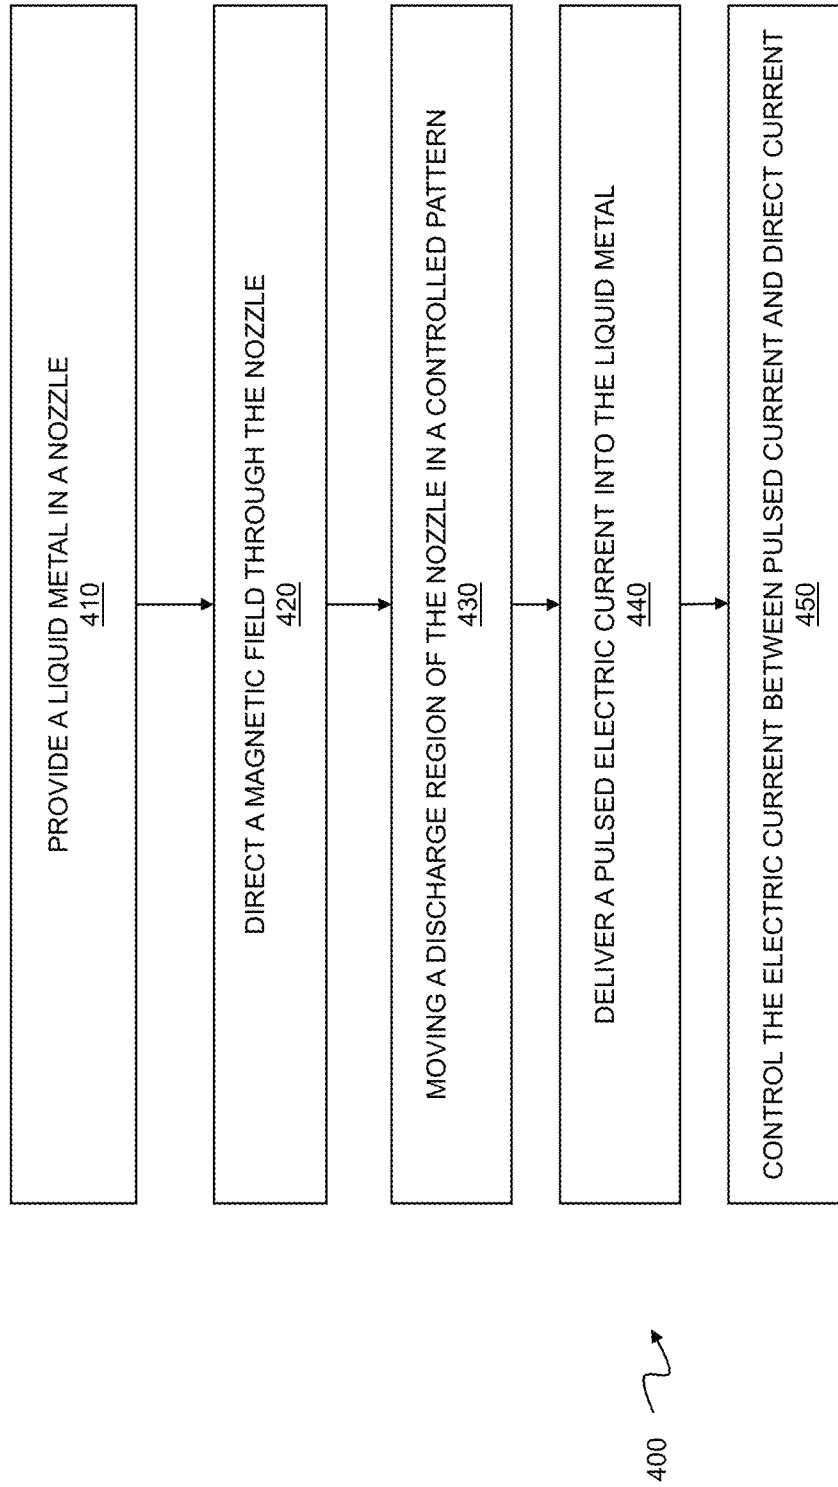 PROVIDE A LIQUID METAL IN A NOZZLE
410
DIRECT A MAGNETIC FIELD THROUGH THE NOZZLE
420
MOVING A DISCHARGE REGION OF THE NOZZLE IN A CONTROLLED PATTERN
430
DELIVER A PULSED ELECTRIC CURRENT INTO THE LIQUID METAL
440
CONTROL THE ELECTRIC CURRENT BETWEEN PULSED CURRENT AND DIRECT CURRENT
450
400